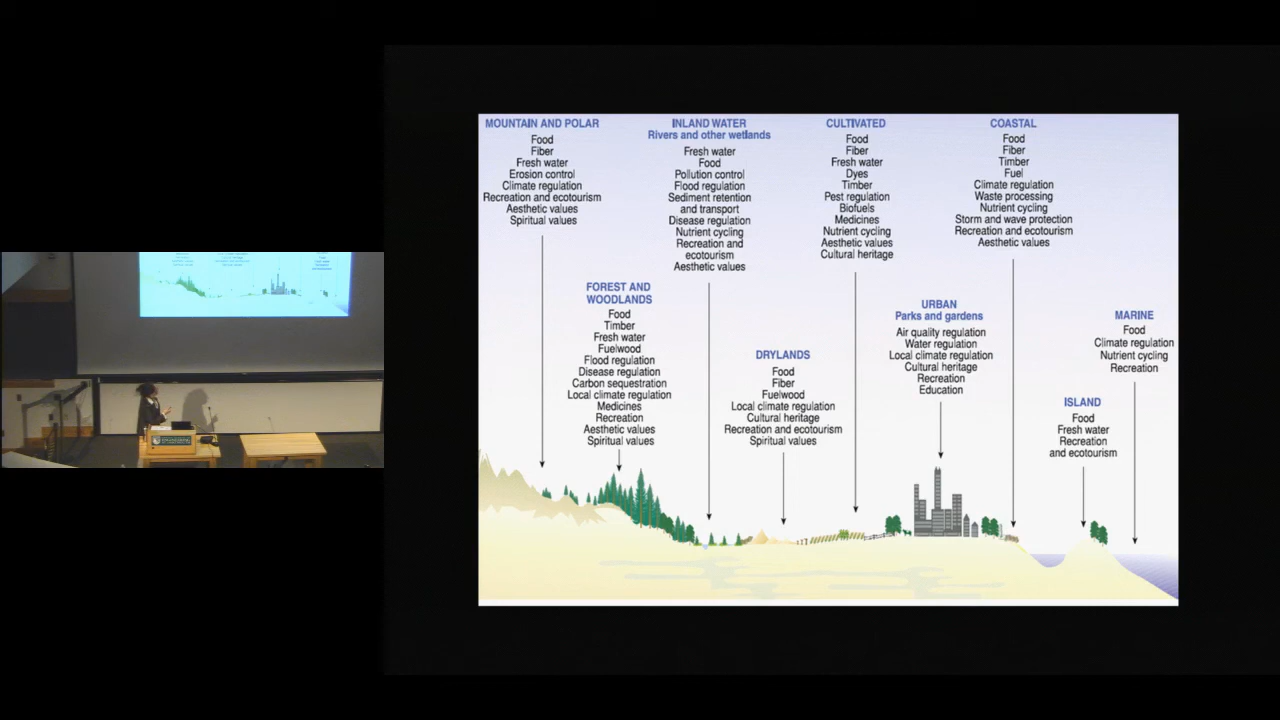 MOUNTAIN AND POLAR
Food
Fiber
Fresh water
Erosion control
Climate regulation
Recreation and ecotourism
Aesthetic values
Spiritual values
FOREST AND
WOODLANDS
Food
Timber
Fresh water
Fuelwood
Flood regulation
Disease regulation
Carbon sequestration
Local climate regulation
Medicines
Recreation
Aesthetic values
Spiritual values
INLAND WATER
Rivers and other wetlands
Fresh water
Food
Pollution control
Flood regulation
Sediment retention
and transport
Disease regulation
Nutrient cycling
Recreation and
ecotourism
Aesthetic values
DRYLANDS
Food
Fiber
Fuelwood
Local climate regulation
Cultural heritage
Recreation and ecotourism
Spiritual values
CULTIVATED
Food
Fiber
Fresh water
Dyes
Timber
Pest regulation
Biofuels
Medicines
Nutrient cycling
Aesthetic values
Cultural heritage
URBAN
Parks and gardens
Air quality regulation
Water regulation
Local climate regulation
Cultural heritage
Recreation
Education
COASTAL
Food
Fiber
Timber
Fuel
Climate regulation
Waste processing
Nutrient cycling
Storm and wave protection
Recreation and ecotourism
Aesthetic values
ISLAND
Food
Fresh water
Recreation
and ecotourism
MARINE
Food
Climate regulation
Nutrient cycling
Recreation
ENGINEERING